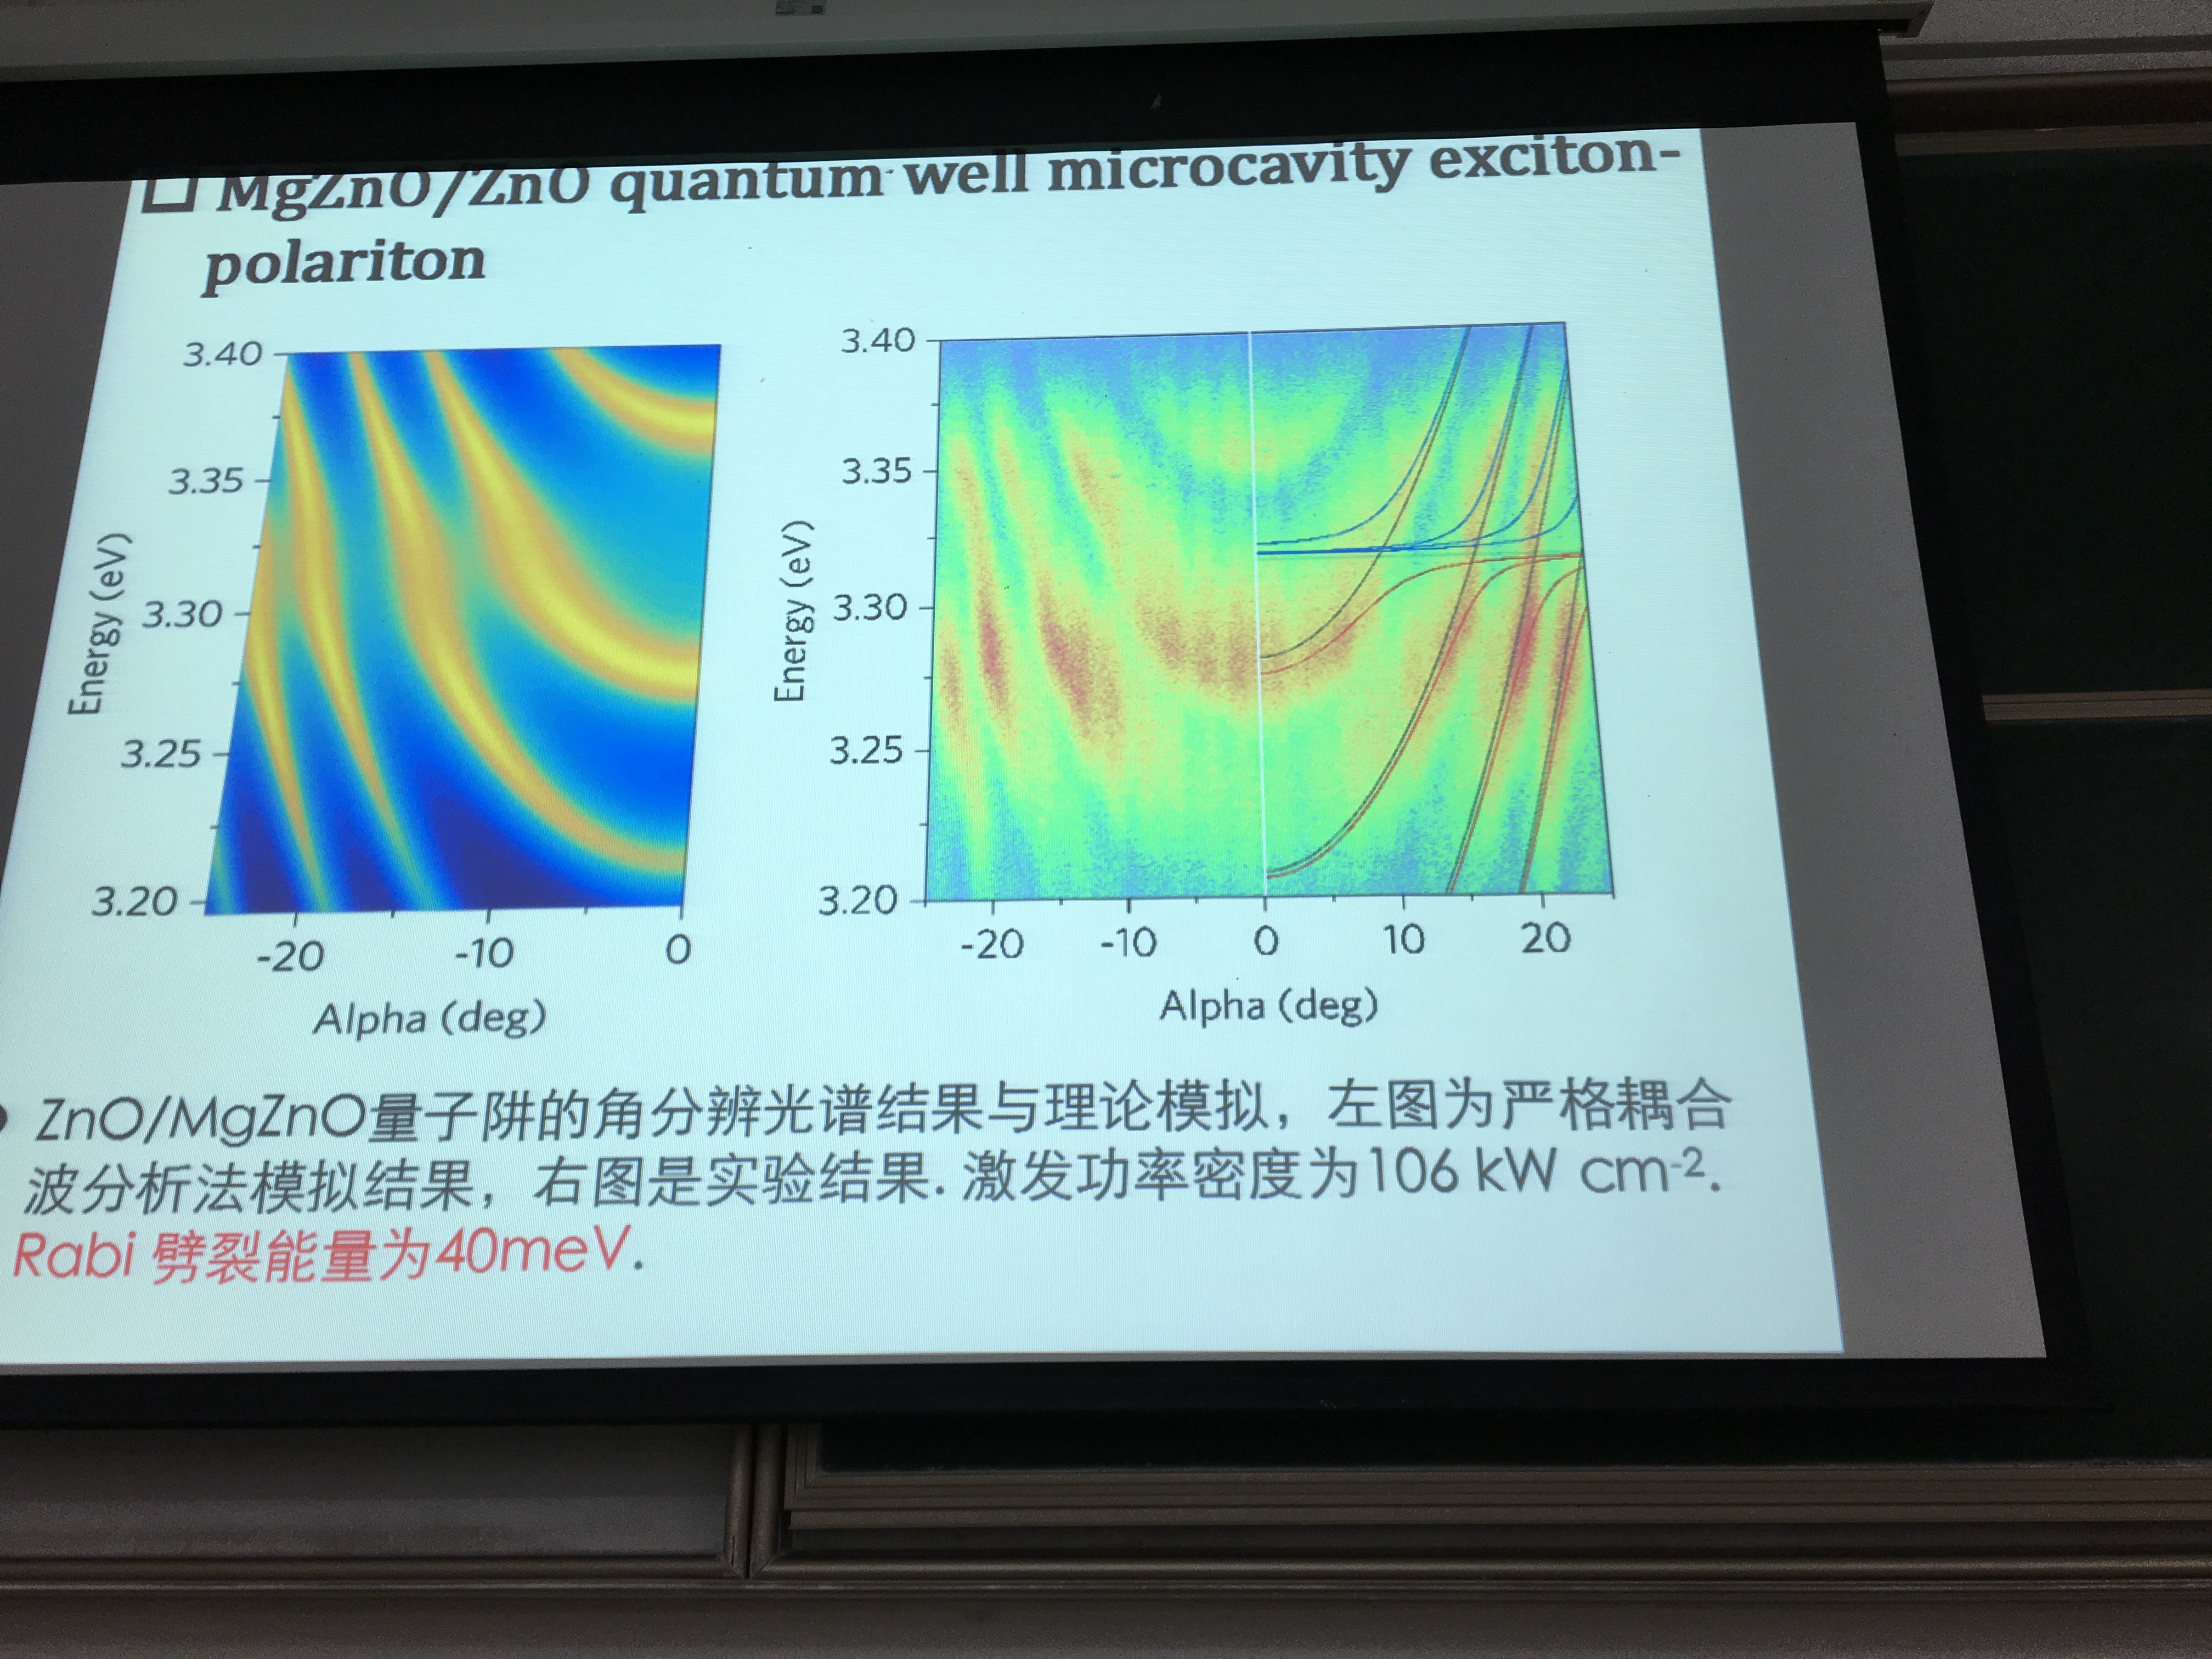 MgZnO/ZnO quantum well microcavity exciton-
polariton
3.40
3.35
3.30
3.25
3.20
Energy (eV)
-20 -10 0
Alpha (deg)
3.40
3.35
3.30
3.25
3.20
Energy (eV)
-20 -10 0 10 20
Alpha (deg)
ZnO/MgZnO量子阱的角分辨光谱结果与理论模拟，左图为严格耦合
波分析法模拟结果，右图是实验结果. 激发功率密度为106 kW cm-2.
Rabi 劈裂能量为40meV.